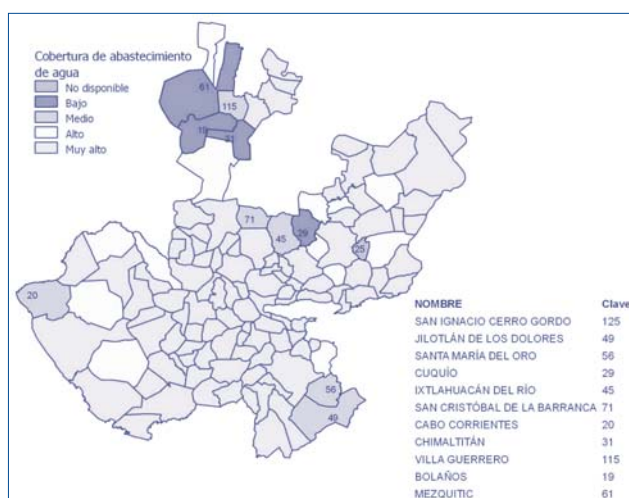 Cobertura de abastecimiento
de agua
No disponible
Bajo
Medio
Alto
Muy alto
61
115
19
31
71
45
29
25
20
56
49
NOMBRE Clave
SAN IGNACIO CERRO GORDO 125
JILOTLÁN DE LOS DOLORES 49
SANTA MARÍA DEL ORO 56
CUQUÍO 29
IXTLAHUACÁN DEL RÍO 45
SAN CRISTÓBAL DE LA BARRANCA 71
CABO CORRIENTES 20
CHIMALTITÁN 31
VILLA GUERRERO 115
BOLAÑOS 19
MEZQUITIC 61